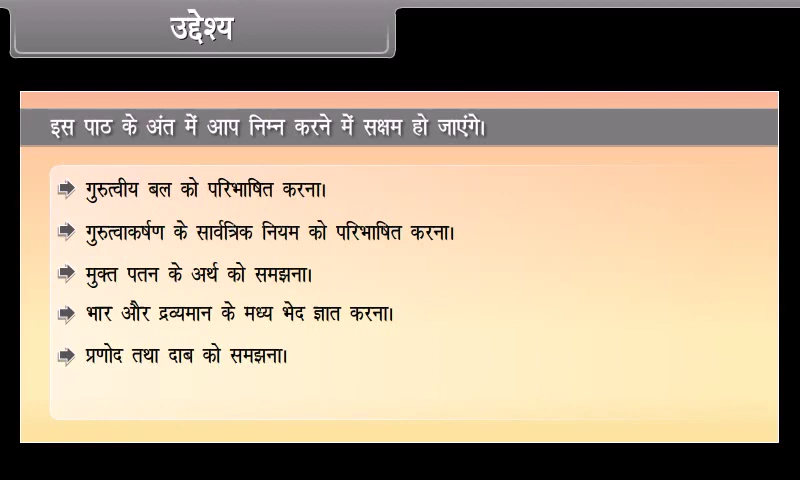 उद्देश्य
इस पाठ के अंत में आप निम्न करने में सक्षम हो जाएंगे।
गुरुत्वीय बल को परिभाषित करना।
गुरुत्वाकर्षण के सार्वत्रिक नियम को परिभाषित करना।
मुक्त पतन के अर्थ को समझना।
भार और द्रव्यमान के मध्य भेद ज्ञात करना।
प्रणोद तथा दाब को समझना।